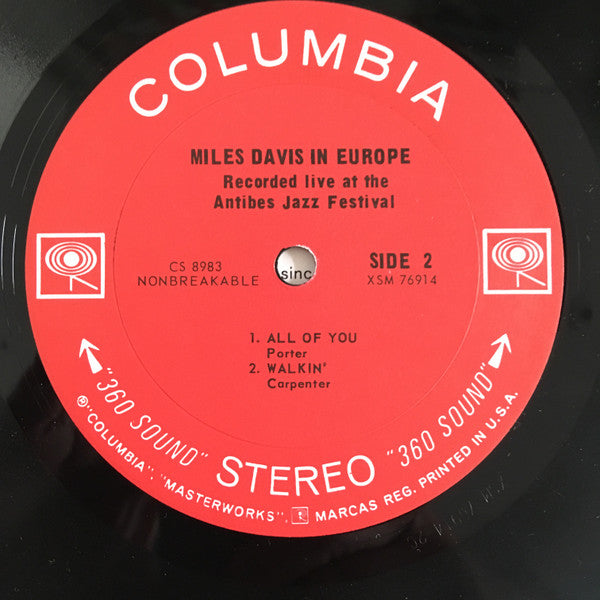 COLUMBIA
MILES DAVIS IN EUROPE
Recorded live at the
Antibes Jazz Festival
CS 8983
NONBREAKABLE
sinc
SIDE 2
XSM 76914
1. ALL OF YOU
Porter
2. WALKIN'
Carpenter
"360 SOUND" STEREO "360 SOUND"
® "COLUMBIA", "MASTERWORKS", MARCAS REG. PRINTED IN U.S.A.